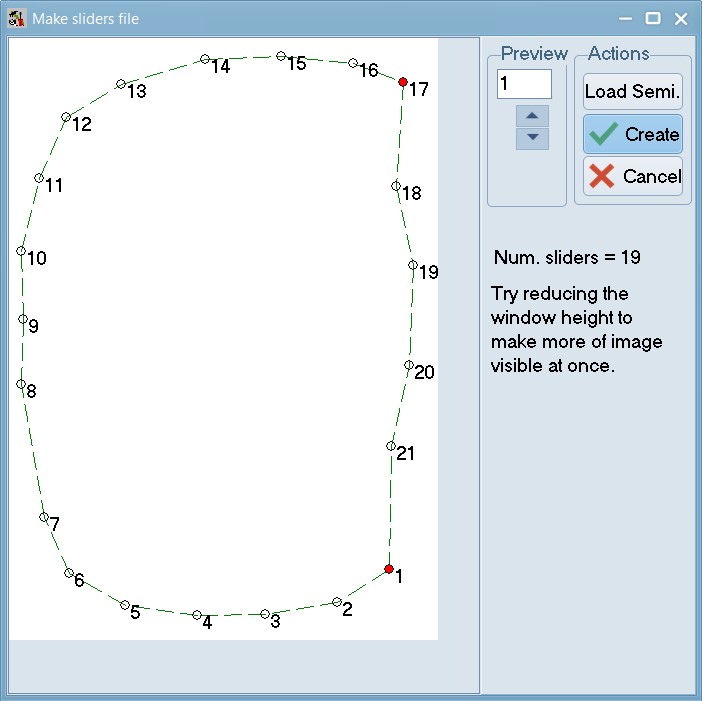 Make sliders file
Preview
Actions
1
Load Semi.
Create
Cancel
Num. sliders = 19
Try reducing the
window height to
make more of image
visible at once.
14
15
16
13
17
12
11
18
10
19
9
20
8
21
7
6
1
5
4
3
2